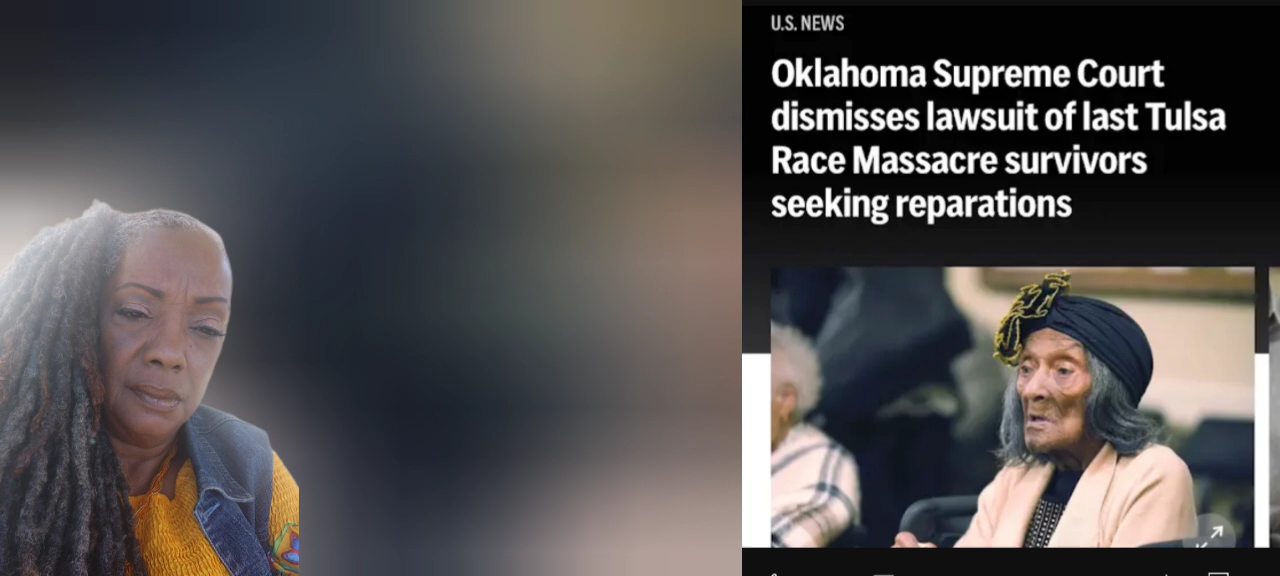 U.S. NEWS
Oklahoma Supreme Court
dismisses lawsuit of last Tulsa
Race Massacre survivors
seeking reparations